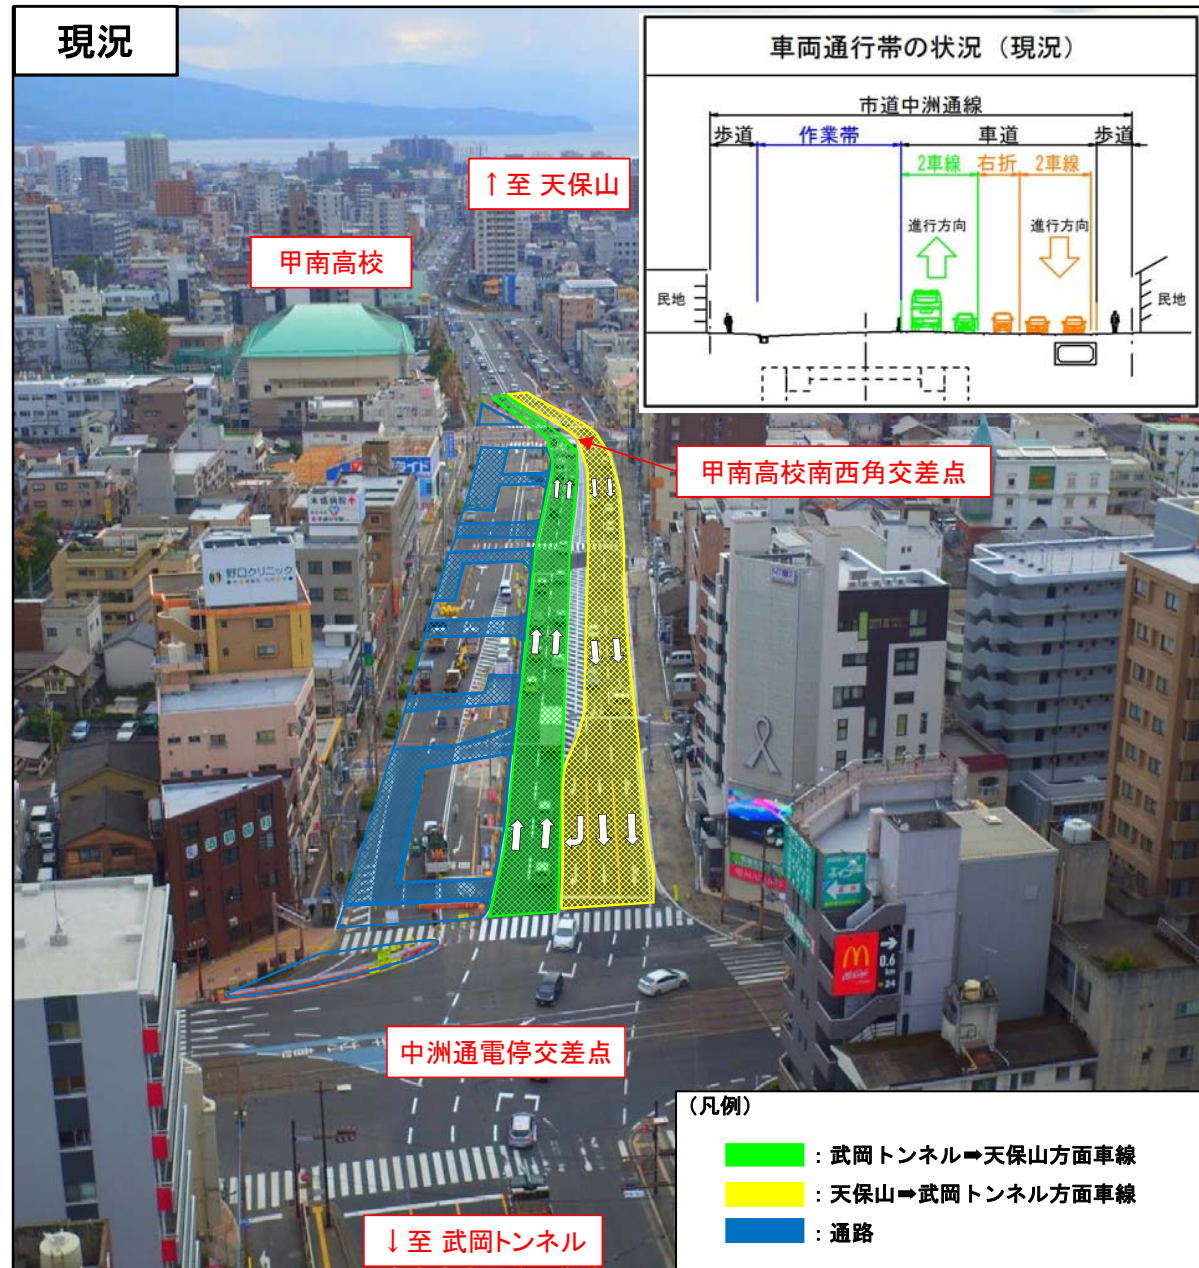 現況
車両通行帯の状況（現況）
市道中洲通線
歩道
作業帯
車道
歩道
2車線
右折
2車線
進行方向
進行方向
民地
民地
↑至 天保山
甲南高校
甲南高校南西角交差点
野口クリニック
0.6
km
24
中洲通電停交差点
↓至 武岡トンネル
（凡例）
：武岡トンネル➡天保山方面車線
：天保山➡武岡トンネル方面車線
：通路